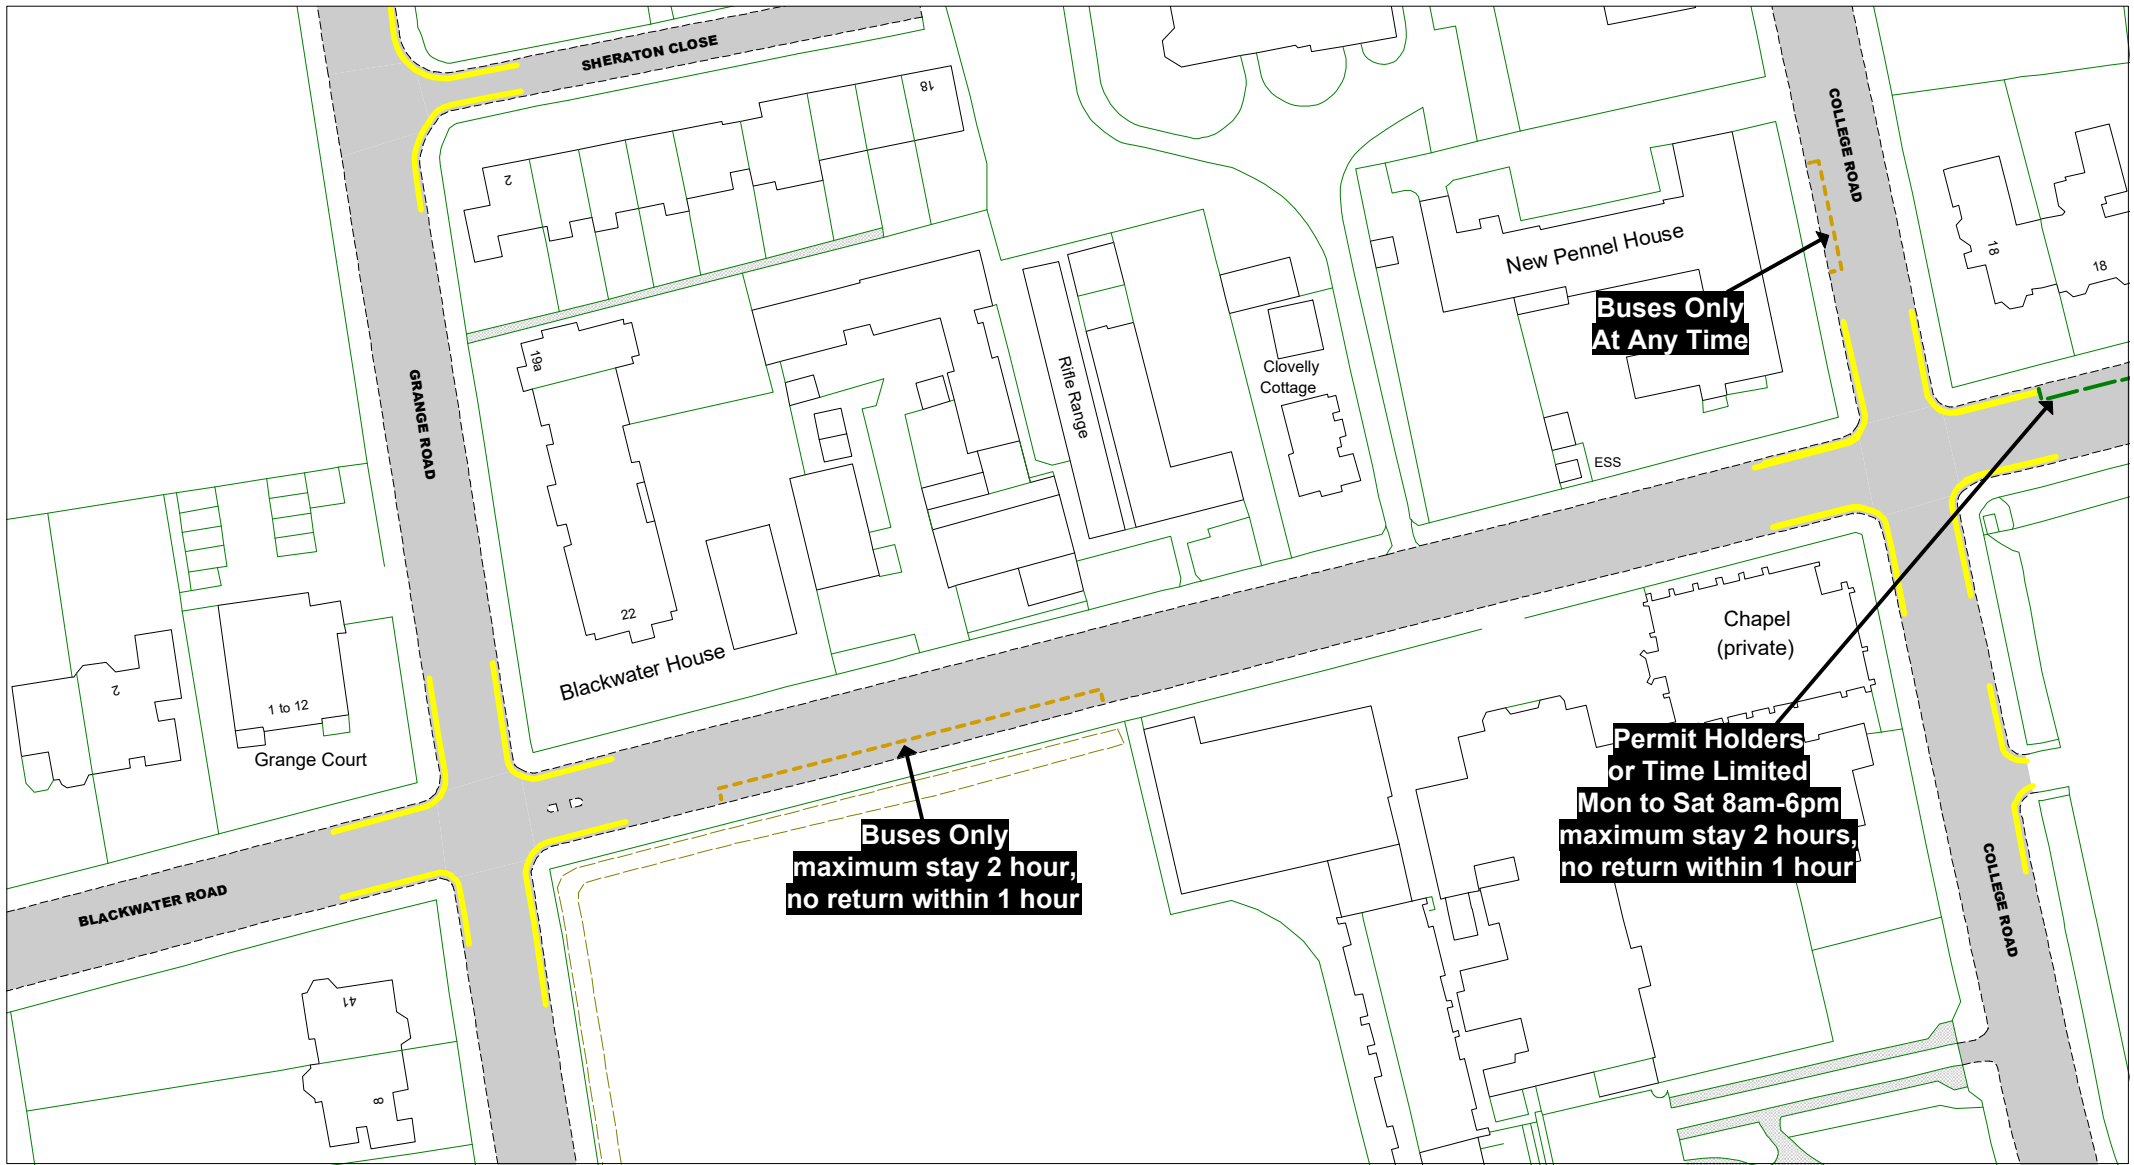 SHERATON CLOSE
18
2
COLLEGE ROAD
New Pennel House
18
18
Buses Only
At Any Time
19a
GRANGE ROAD
Rifle Range
Clovelly
Cottage
ESS
22
Blackwater House
Chapel
(private)
2
1 to 12
Grange Court
Permit Holders
or Time Limited
Mon to Sat 8am-6pm
maximum stay 2 hours,
no return within 1 hour
Buses Only
maximum stay 2 hour,
no return within 1 hour
BLACKWATER ROAD
COLLEGE ROAD
41
8